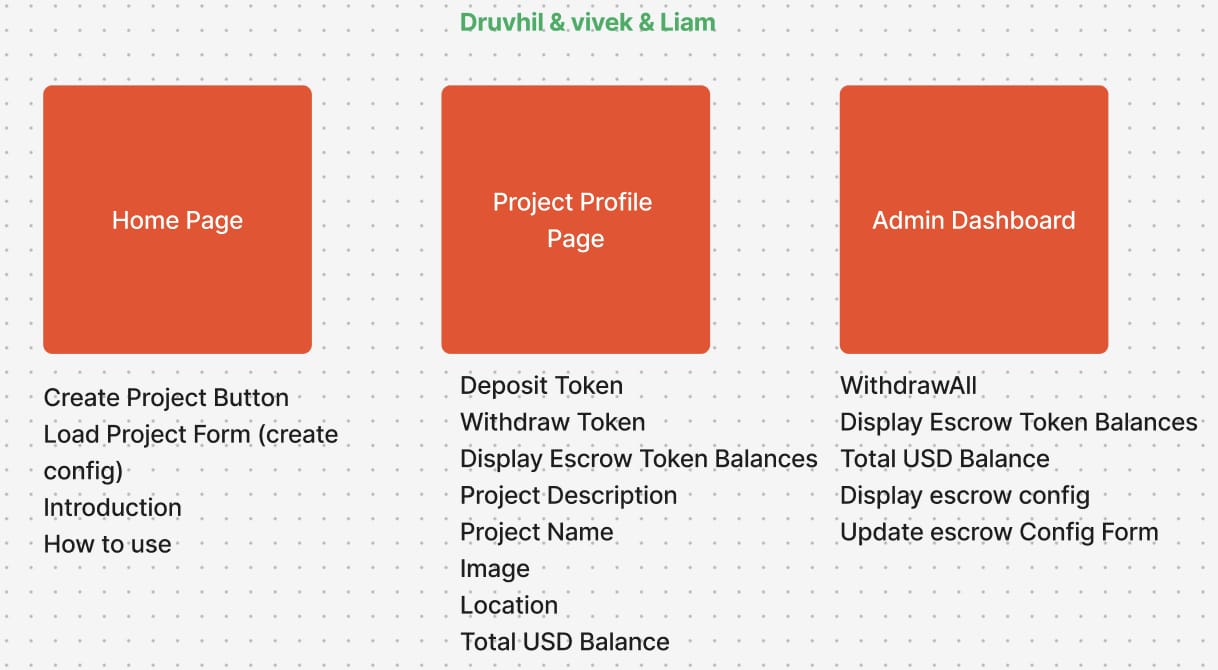 Druvhil & vivek & Liam
Home Page
Create Project Button
Load Project Form (create
config)
Introduction
How to use
Project Profile
Page
Deposit Token
Withdraw Token
Display Escrow Token Balances
Project Description
Project Name
Image
Location
Total USD Balance
Admin Dashboard
WithdrawAll
Display Escrow Token Balances
Total USD Balance
Display escrow config
Update escrow Config Form